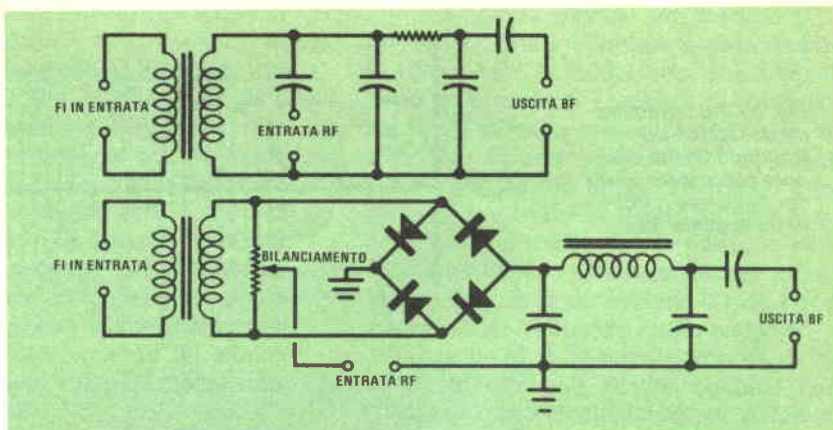 FI IN ENTRATA
ENTRATA RF
USCITA BF
FI IN ENTRATA
BILANCIAMENTO
ENTRATA RF
USCITA BF